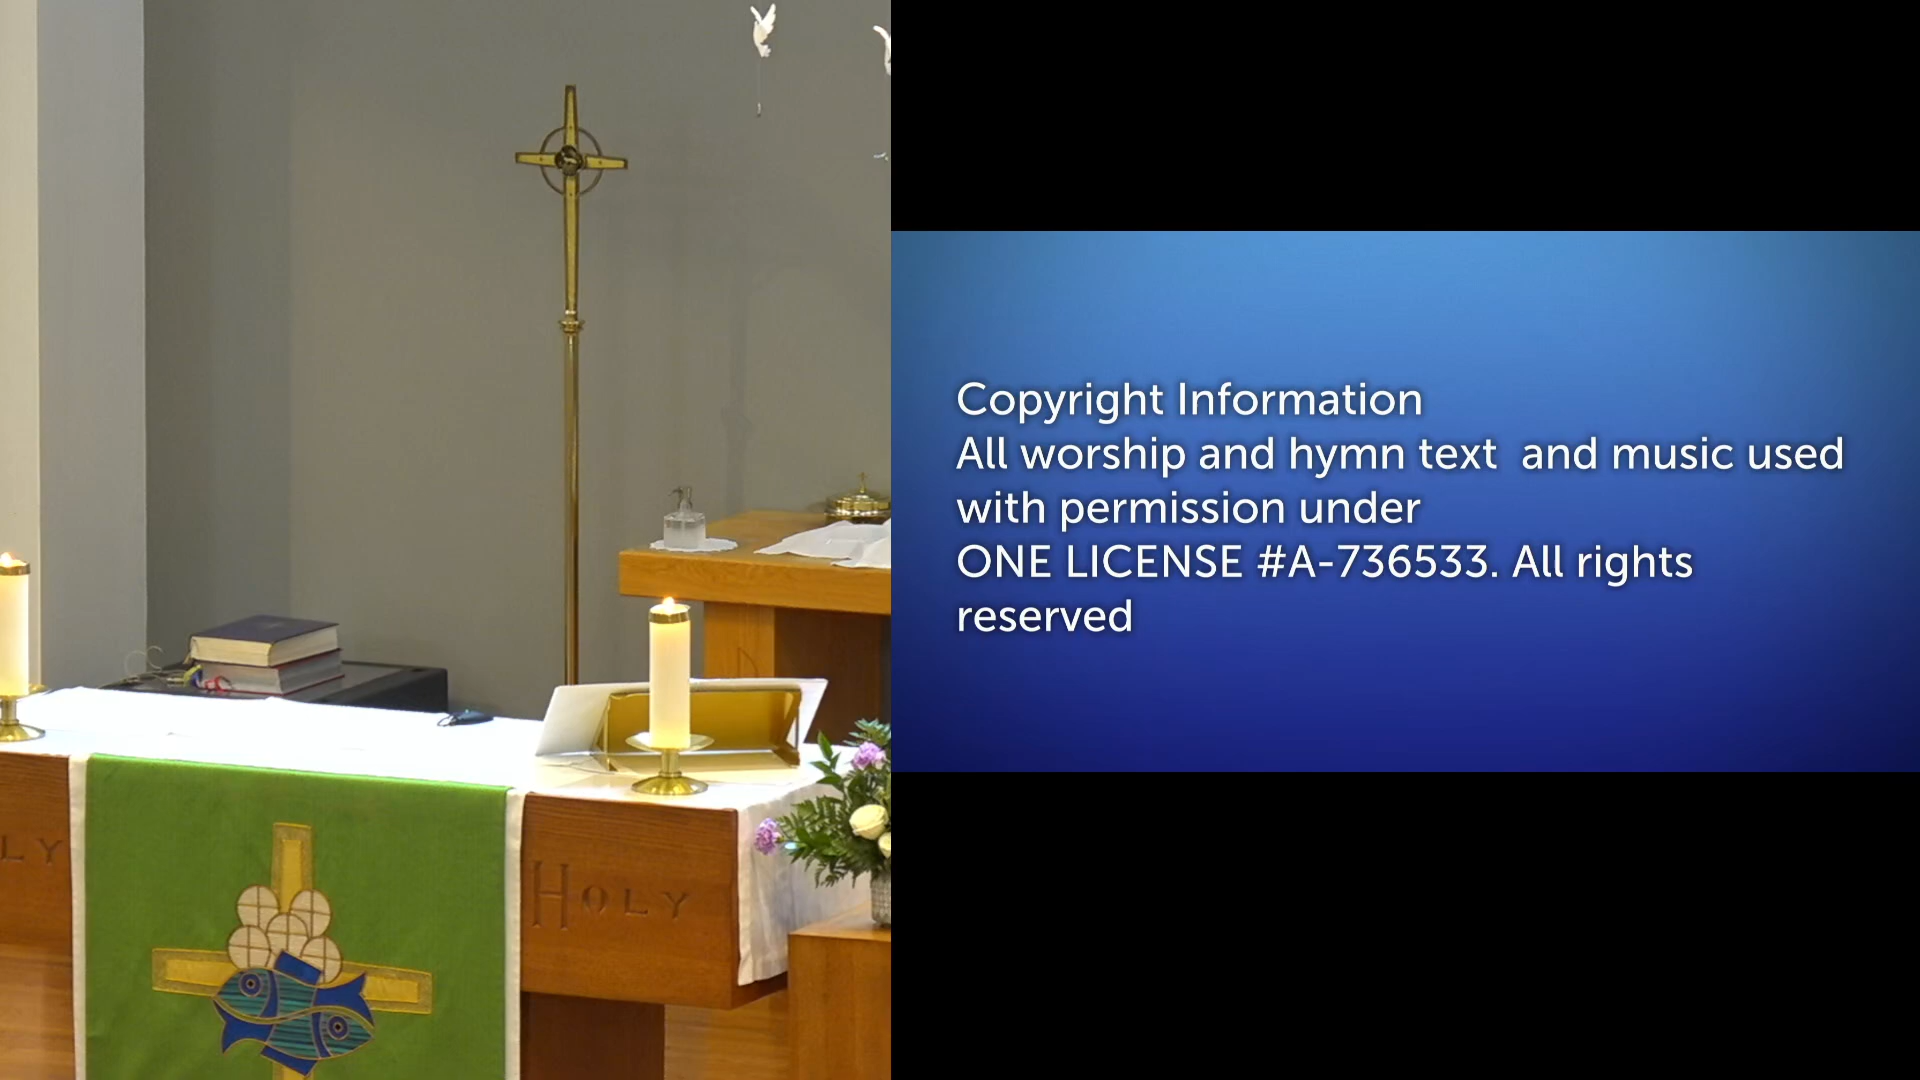 LY
HOLY
Copyright Information
All worship and hymn text  and music used
with permission under
ONE LICENSE #A-736533. All rights
reserved